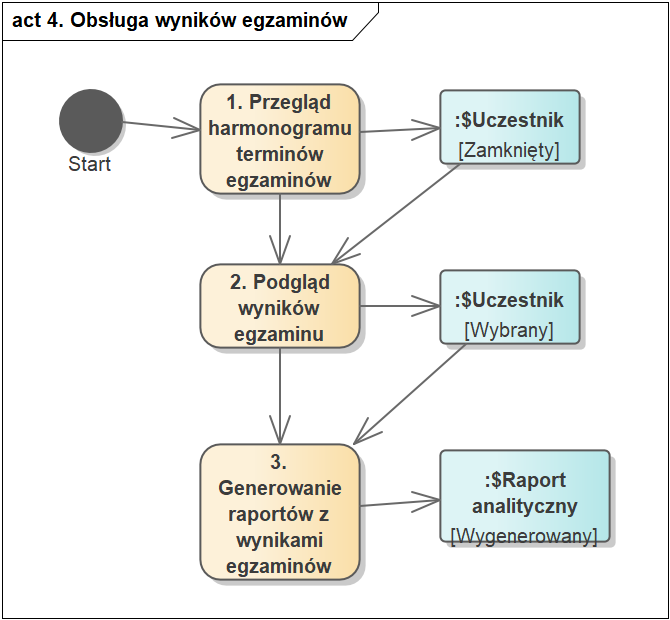 act 4. Obsługa wyników egzaminów
Start
1. Przegląd
harmonogramu
terminów
egzaminów
:$Uczestnik
[Zamknięty]
2. Podgląd
wyników
egzaminu
:$Uczestnik
[Wybrany]
3.
Generowanie
raportów z
wynikami
egzaminów
:$Raport
analityczny
[Wygenerowany]